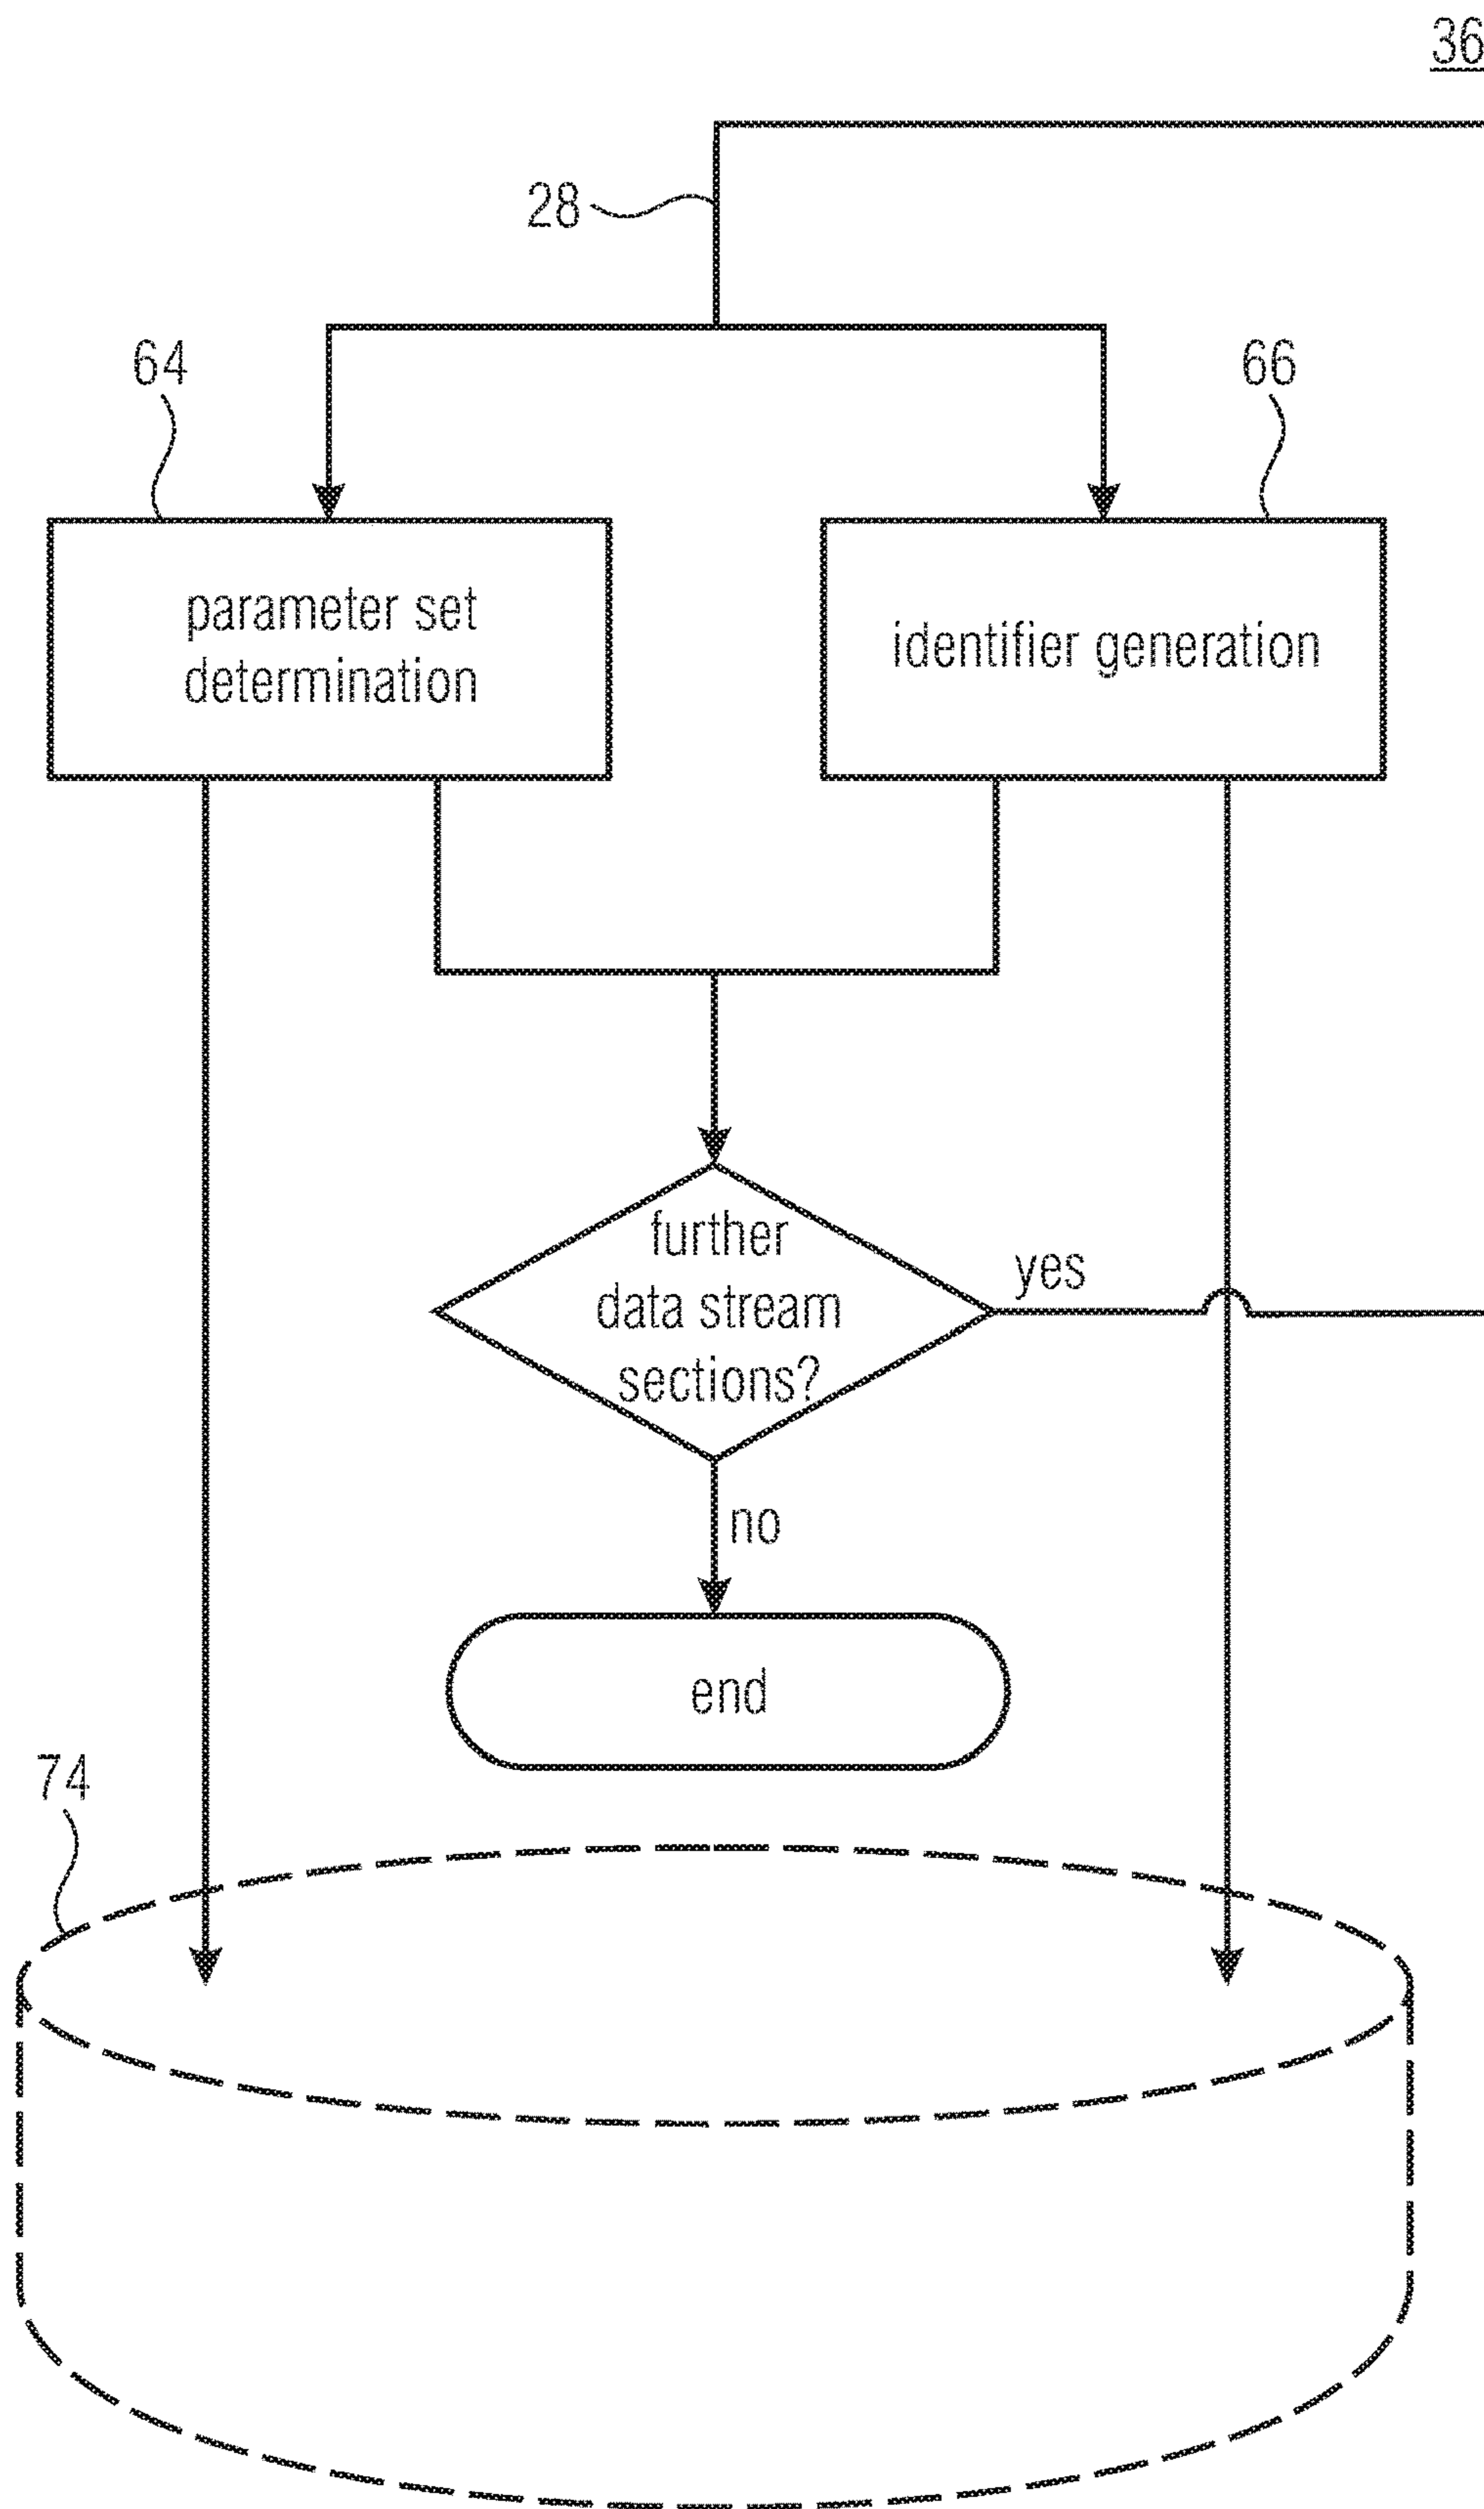 36
28
64
66
parameter set
determination
identifier generation
further
data stream
sections?
yes
no
end
74